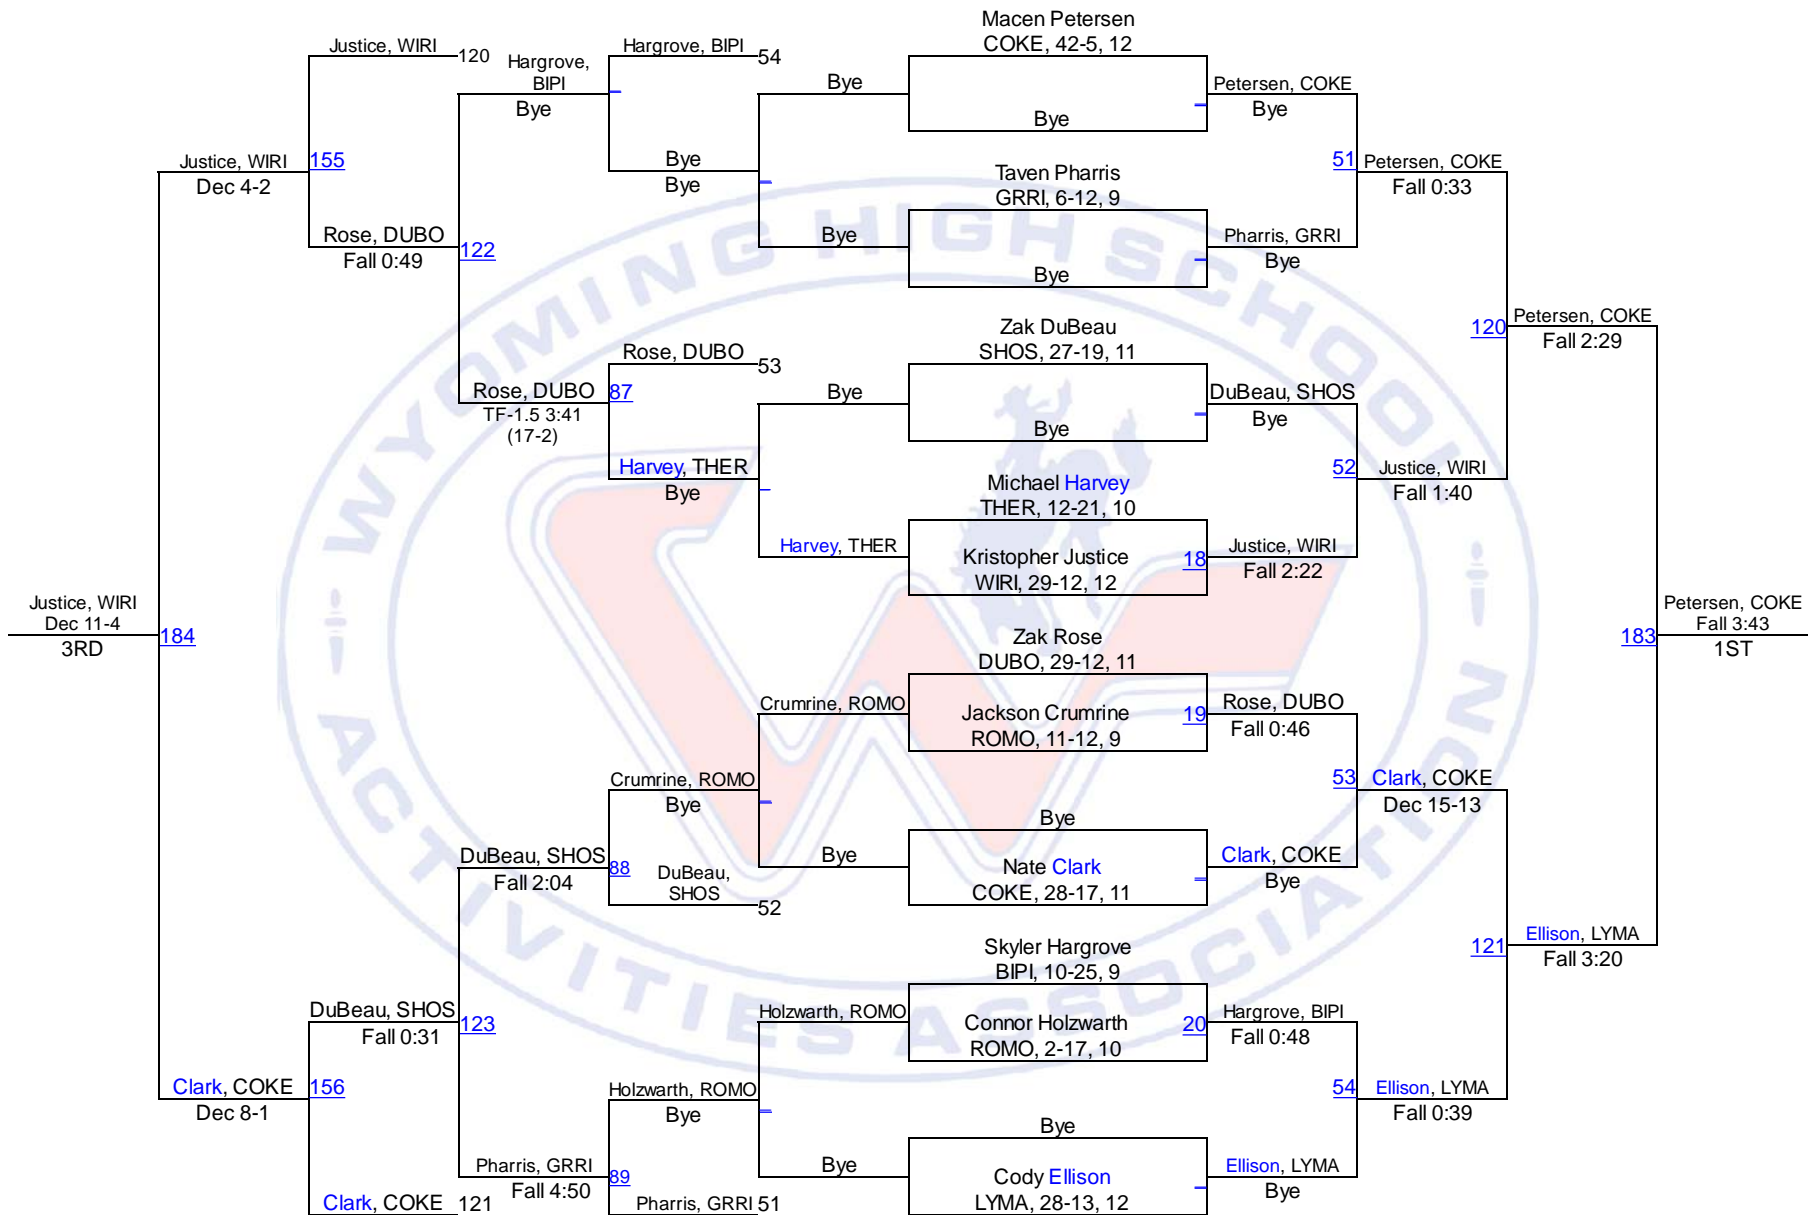 Macen Petersen
COKE, 42-5, 12
Justice, WIRI
120
Hargrove,
BIPI
Bye
Hargrove, BIPI
54
Bye
Bye
Petersen, COKE
Bye
Justice, WIRI
Dec 4-2
155
Bye
Bye
Taven Pharris
GRRI, 6-12, 9
51
Petersen, COKE
Fall 0:33
Rose, DUBO
Fall 0:49
122
Bye
Bye
Pharris, GRRI
Bye
Zak DuBeau
SHOS, 27-19, 11
120
Petersen, COKE
Fall 2:29
Rose, DUBO
53
Rose, DUBO
TF-1.5 3:41
(17-2)
87
Bye
Bye
DuBeau, SHOS
Bye
Harvey, THER
Bye
Michael Harvey
THER, 12-21, 10
52
Justice, WIRI
Fall 1:40
Harvey, THER
Kristopher Justice
WIRI, 29-12, 12
18
Justice, WIRI
Fall 2:22
Justice, WIRI
Dec 11-4
3RD
184
Zak Rose
DUBO, 29-12, 11
183
Petersen, COKE
Fall 3:43
1ST
Crumrine, ROMO
Jackson Crumrine
ROMO, 11-12, 9
19
Rose, DUBO
Fall 0:46
Crumrine, ROMO
Bye
53
Clark, COKE
Dec 15-13
Bye
DuBeau, SHOS
Fall 2:04
88
DuBeau,
SHOS
52
Bye
Nate Clark
COKE, 28-17, 11
Clark, COKE
Bye
Skyler Hargrove
BIPI, 10-25, 9
121
Ellison, LYMA
Fall 3:20
DuBeau, SHOS
Fall 0:31
123
Holzwarth, ROMO
Connor Holzwarth
ROMO, 2-17, 10
20
Hargrove, BIPI
Fall 0:48
Clark, COKE
Dec 8-1
156
Holzwarth, ROMO
Bye
54
Ellison, LYMA
Fall 0:39
Bye
Pharris, GRRI
Fall 4:50
89
Bye
Cody Ellison
LYMA, 28-13, 12
Ellison, LYMA
Bye
Clark, COKE
121
Pharris, GRRI
51
WYOMING HIGH SCHOOL
ACTIVITIES ASSOCIATION